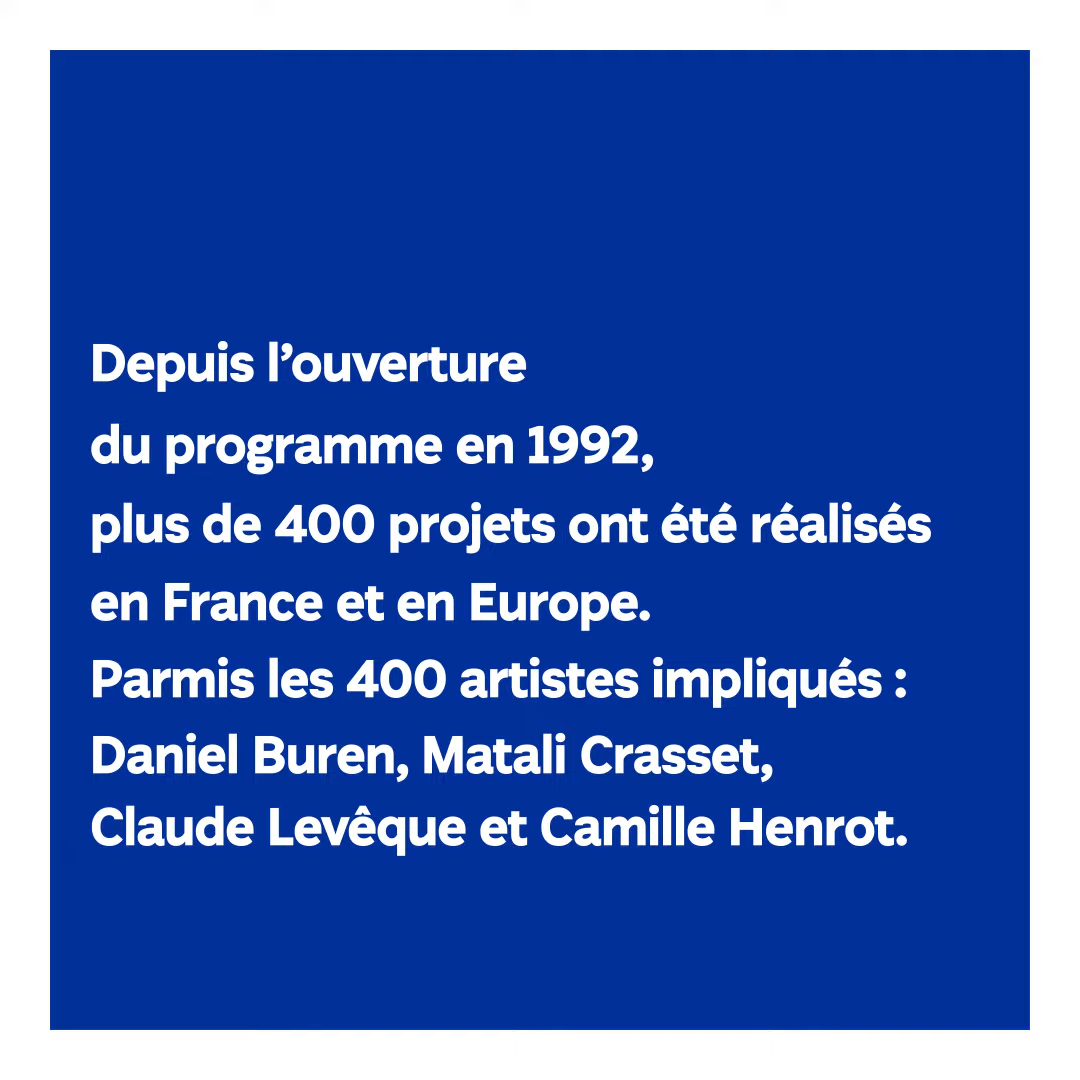 Depuis l’ouverture
du programme en 1992,
plus de 400 projets ont été réalisés
en France et en Europe.
Parmis les 400 artistes impliqués :
Daniel Buren, Matali Crasset,
Claude Levêque et Camille Henrot.